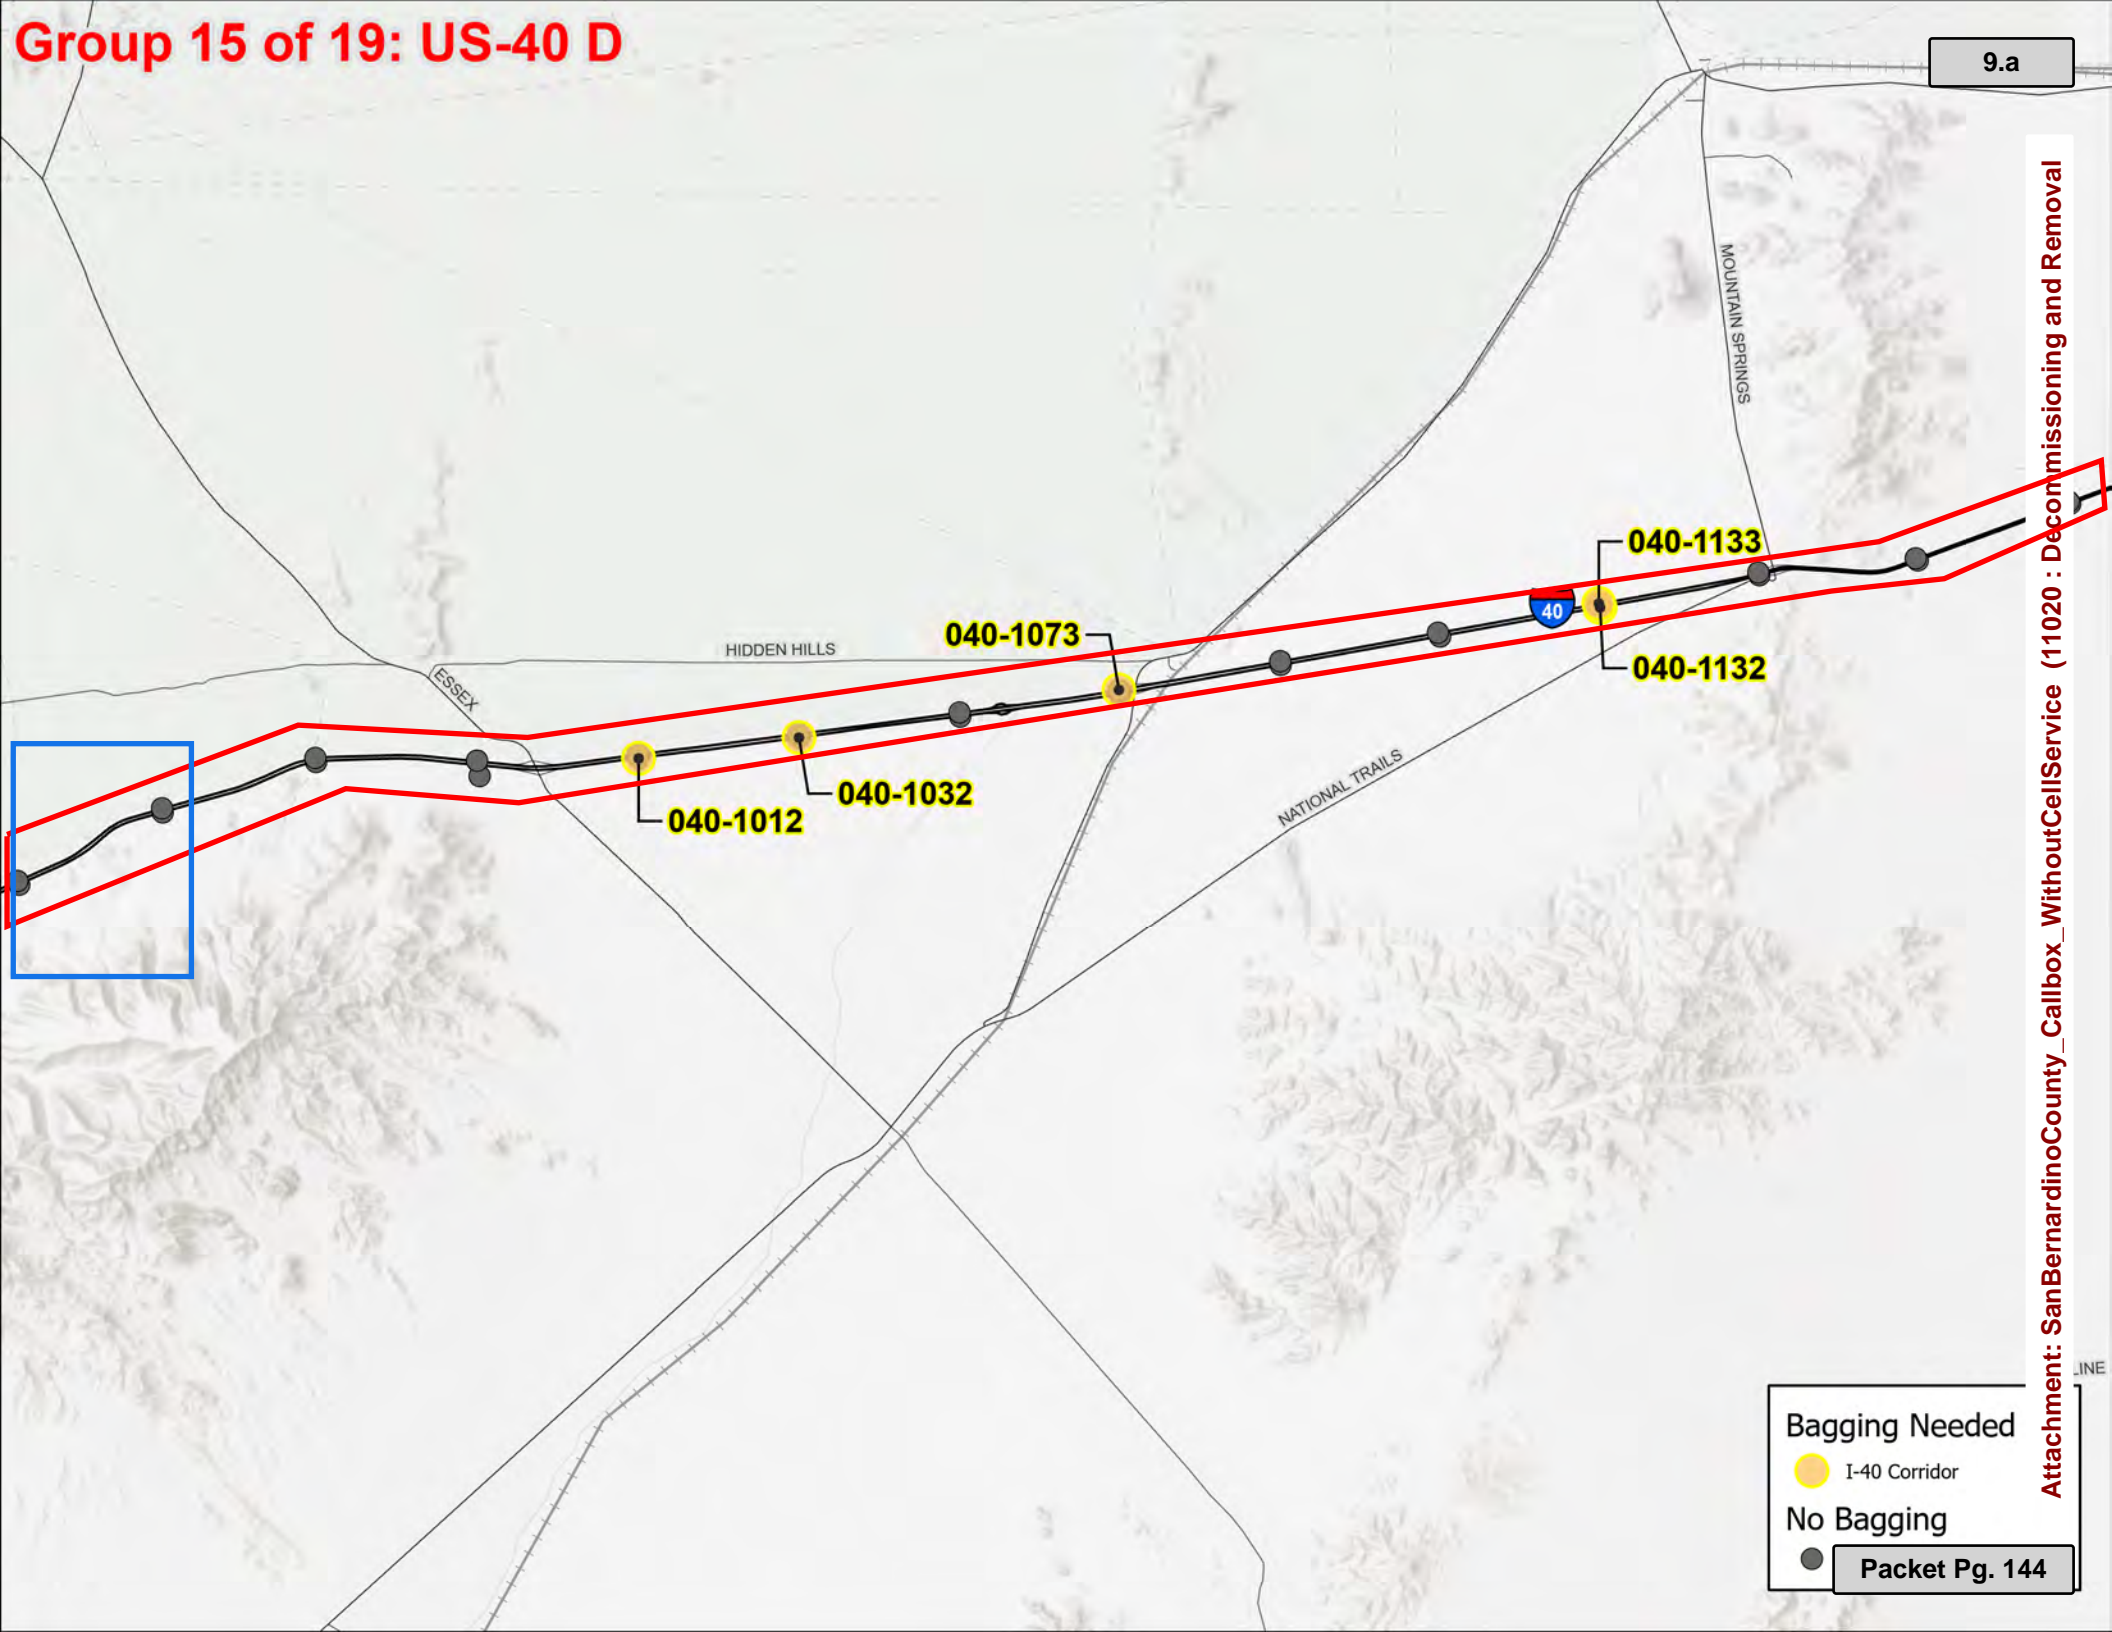 Group 15 of 19: US-40 D
9.a
MOUNTAIN SPRINGS
040-1133
40
040-1073
HIDDEN HILLS
040-1132
ESSEX
040-1032
040-1012
NATIONAL TRAILS
Attachment: SanBernardinoCounty_Callbox_WithoutCellService (11020 : Decommissioning and Removal
LINE
Bagging Needed
I-40 Corridor
No Bagging
Packet Pg. 144